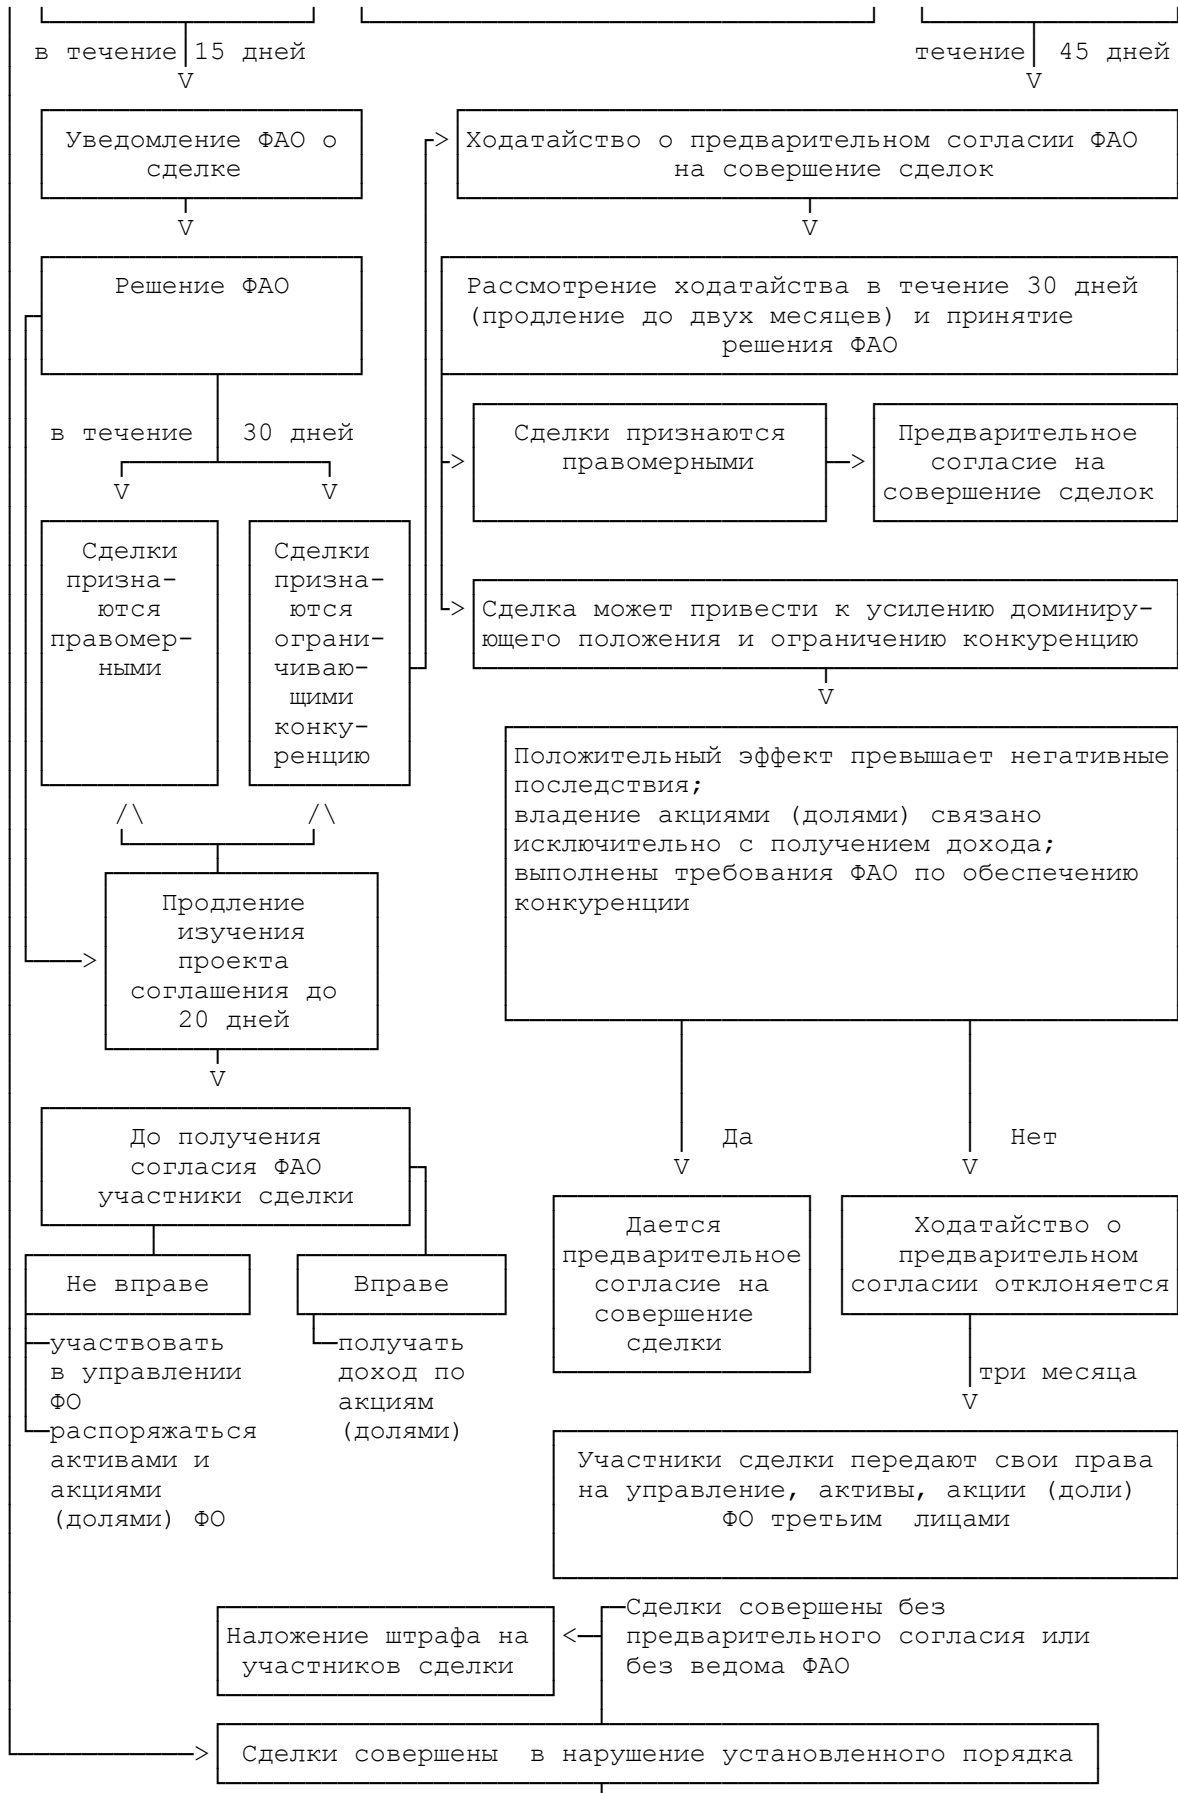 в течение 15 дней
течение 45 дней
Уведомление ФАО о
сделке
Ходатайство о предварительном согласии ФАО
на совершение сделок
Решение ФАО
Рассмотрение ходатайства в течение 30 дней
(продление до двух месяцев) и принятие
решения ФАО
в течение 30 дней
Сделки признаются
правомерными
Предварительное
согласие на
совершение сделок
Сделки
призна-
ются
правомер-
ными
Сделки
призна-
ются
ограни-
чиваю-
щими
конку-
ренцию
Сделка может привести к усилению доминиру-
ющего положения и ограничению конкуренцию
Положительный эффект превышает негативные
последствия;
владение акциями (долями) связано
исключительно с получением дохода;
выполнены требования ФАО по обеспечению
конкуренции
Продление
изучения
проекта
соглашения до
20 дней
До получения
согласия ФАО
участники сделки
Да
Нет
Не вправе
Вправе
Дается
предварительное
согласие на
совершение
сделки
Ходатайство о
предварительном
согласии отклоняется
участвовать
в управлении
ФО
распоряжаться
активами и
акциями
(долями) ФО
получать
доход по
акциям
(долями)
три месяца
Участники сделки передают свои права
на управление, активы, акции (доли)
ФО третьим лицами
Наложение штрафа на
участников сделки
Сделки совершены без
предварительного согласия или
без ведома ФАО
Сделки совершены в нарушение установленного порядка